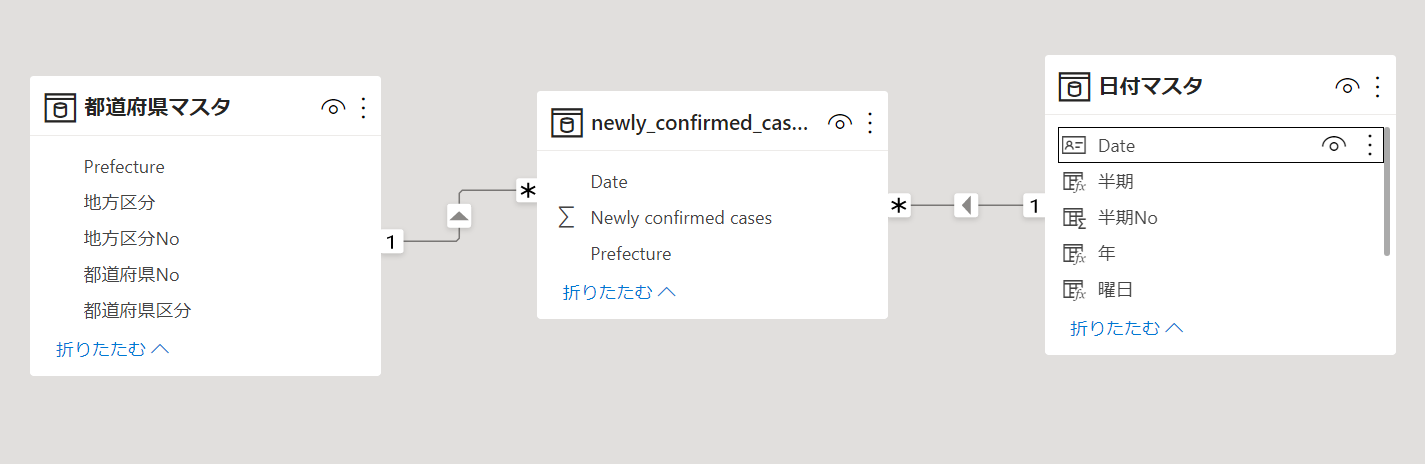 都道府県マスタ
Prefecture
地方区分
地方区分No
都道府県No
都道府県区分
折りたたむ
1
*
newly_confirmed_cas...
Date
Newly confirmed cases
Prefecture
折りたたむ
*
1
日付マスタ
Date
半期
半期No
年
曜日
折りたたむ